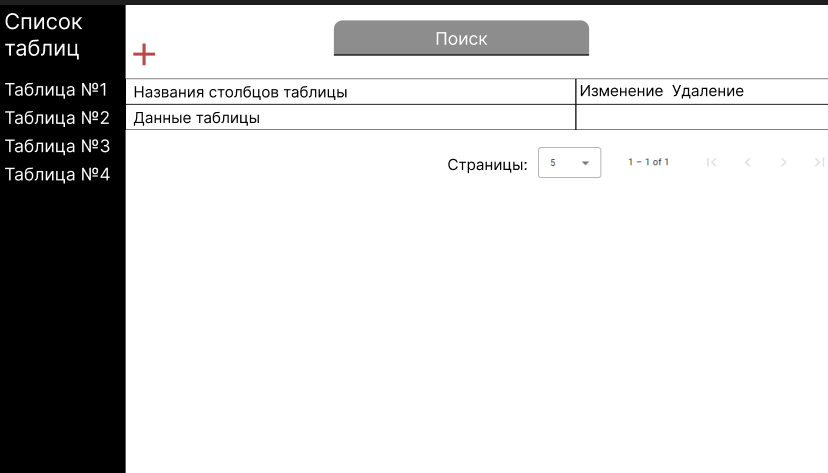 Список
таблиц
Таблица №1
Таблица №2
Таблица №3
Таблица №4
Поиск
Названия столбцов таблицы
Изменение Удаление
Данные таблицы
Страницы:
5
1 – 1 of 1